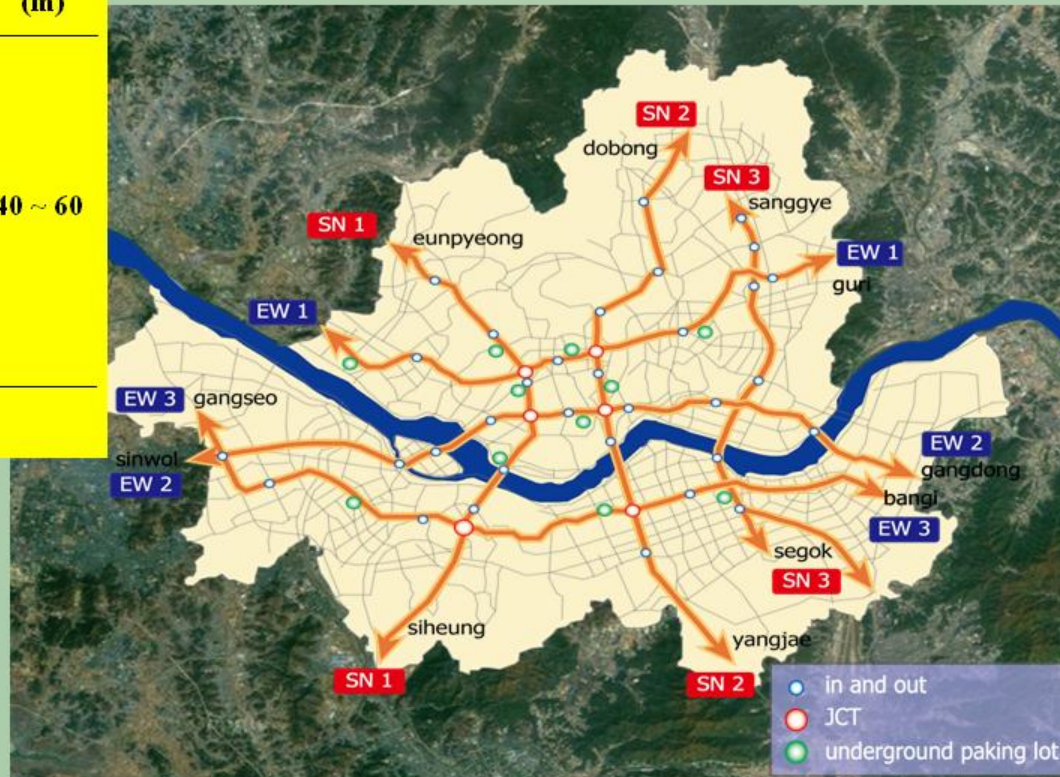 (m)
40 ~ 60
SN 2
dobong
SN 3
sanggye
SN 1
eunpyeong
EW 1
guri
EW 1
EW 3
gangseo
sinwol
EW 2
EW 2
gangdong
bangi
EW 3
segok
SN 3
siheung
yangjae
SN 1
SN 2
in and out
JCT
underground paking lot